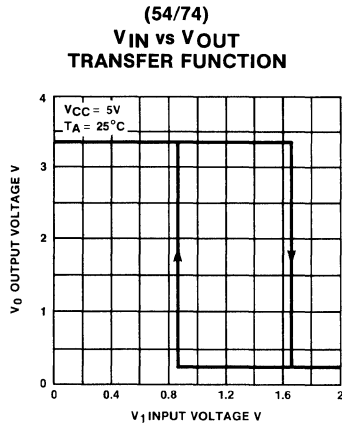 (54/74)
VIN vs VOUT
TRANSFER FUNCTION
VCC = 5V
TA = 25°C
4
3
2
1
0
VO OUTPUT VOLTAGE V
0
0.4
0.8
1.2
1.6
2
V1 INPUT VOLTAGE V